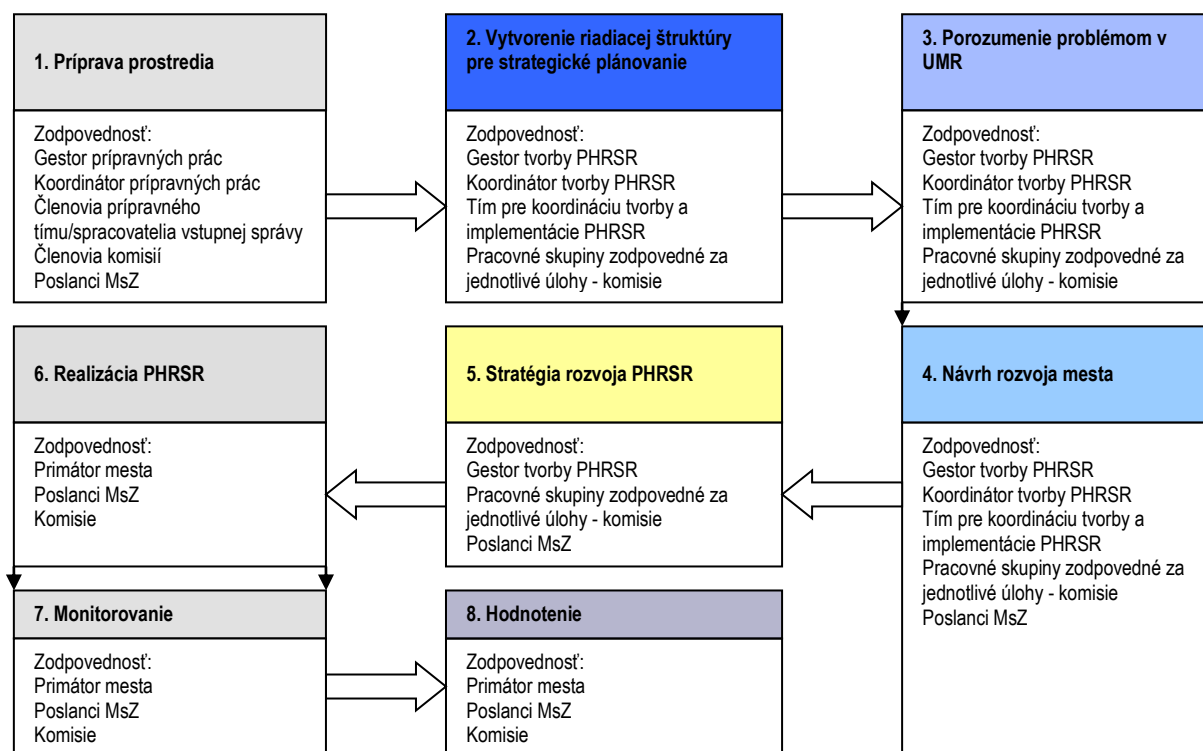 1. Príprava prostredia
Zodpovednosť:
Gestor prípravných prác
Koordinátor prípravných prác
Členovia prípravného
tímu/spracovatelia vstupnej správy
Členovia komisií
Poslanci MsZ
2. Vytvorenie riadiacej štruktúry
pre strategické plánovanie
Zodpovednosť:
Gestor tvorby PHRSR
Koordinátor tvorby PHRSR
Tím pre koordináciu tvorby a
implementácie PHRSR
Pracovné skupiny zodpovedné za
jednotlivé úlohy - komisie
3. Porozumenie problémom v
UMR
Zodpovednosť:
Gestor tvorby PHRSR
Koordinátor tvorby PHRSR
Tím pre koordináciu tvorby a
implementácie PHRSR
Pracovné skupiny zodpovedné za
jednotlivé úlohy - komisie
4. Návrh rozvoja mesta
Zodpovednosť:
Gestor tvorby PHRSR
Koordinátor tvorby PHRSR
Tím pre koordináciu tvorby a
implementácie PHRSR
Pracovné skupiny zodpovedné za
jednotlivé úlohy - komisie
Poslanci MsZ
5. Stratégia rozvoja PHRSR
Zodpovednosť:
Gestor tvorby PHRSR
Pracovné skupiny zodpovedné za
jednotlivé úlohy - komisie
Poslanci MsZ
6. Realizácia PHRSR
Zodpovednosť:
Primátor mesta
Poslanci MsZ
Komisie
7. Monitorovanie
Zodpovednosť:
Primátor mesta
Poslanci MsZ
Komisie
8. Hodnotenie
Zodpovednosť:
Primátor mesta
Poslanci MsZ
Komisie